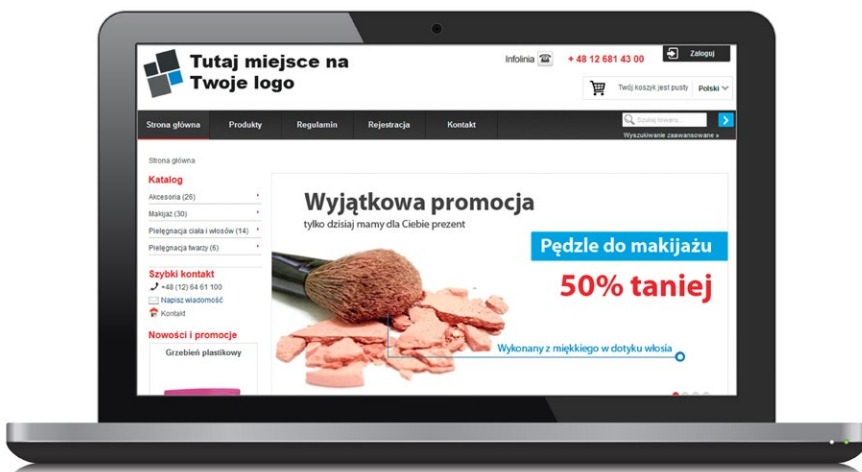 Tutaj miejsce na
Twoje logo
Infolinia
+ 48 12 681 43 00
Zaloguj
Twój koszyk jest pusty
Polski
Strona główna
Produkty
Regulamin
Rejestracja
Kontakt
Szukaj towaru...
Wyszukiwanie zaawansowane »
Strona główna
Katalog
Akcesoria (26)
Makijaż (30)
Pielęgnacja ciała i włosów (14)
Pielęgnacja twarzy (6)
Szybki kontakt
+48 (12) 64 61 100
Napisz wiadomość
Kontakt
Nowości i promocje
Grzebień plastikowy
Wyjątkowa promocja
tylko dzisiaj mamy dla Ciebie prezent
Pędzle do makijażu
50% taniej
Wykonany z miękkiego w dotyku włosia